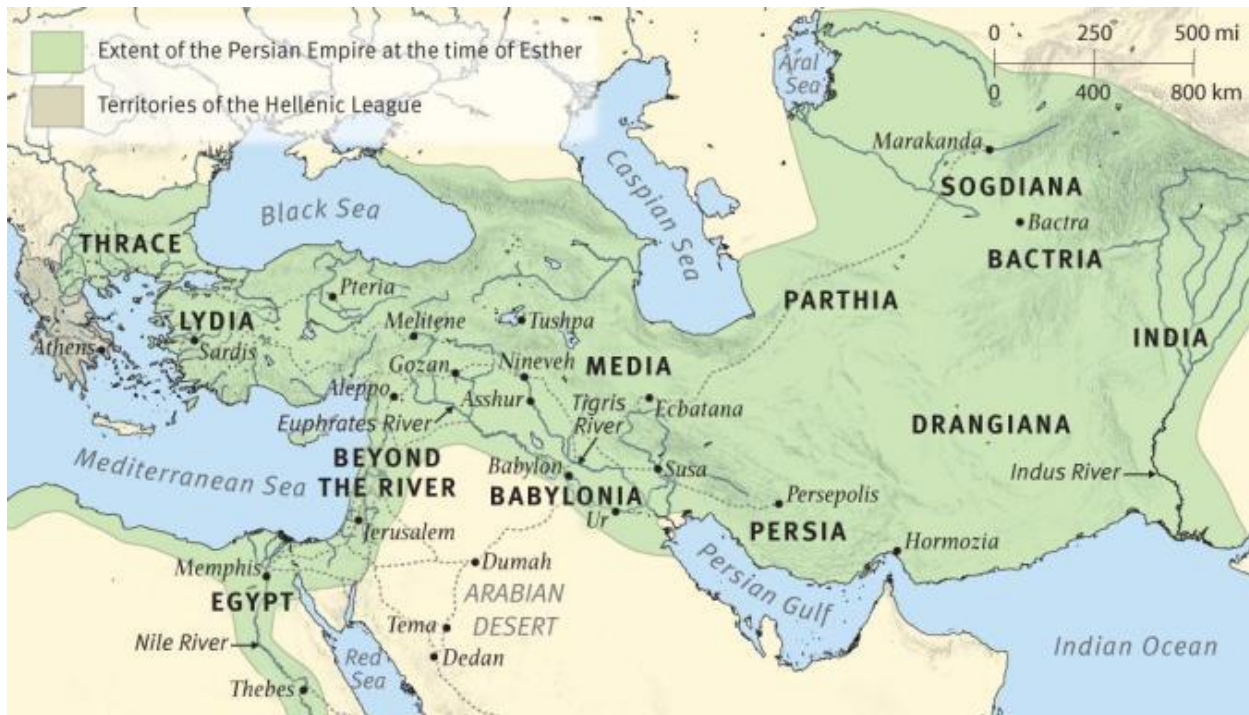 Extent of the Persian Empire at the time of Esther
Territories of the Hellenic League
0 250 500 mi
0 400 800 km
Aral
Sea
Marakanda
SOGDIANA
Caspian Sea
Black Sea
Bactra
THRACE
BACTRIA
Pteria
PARTHIA
LYDIA
Melitene
Tushpa
INDIA
Athens
Sardis
Gozan
Nineveh
MEDIA
Aleppo
Asshur
Tigris
River
Ecbatana
Euphrates River
DRANGIANA
Mediterranean Sea
BEYOND
THE RIVER
Babylon
Susa
Indus River
BABYLONIA
Persepolis
Ur
PERSIA
Jerusalem
Hormozia
Memphis
Dumah
Persian Gulf
EGYPT
ARABIAN
DESERT
Nile River
Tema
Indian Ocean
Red
Sea
Dedan
Thebes